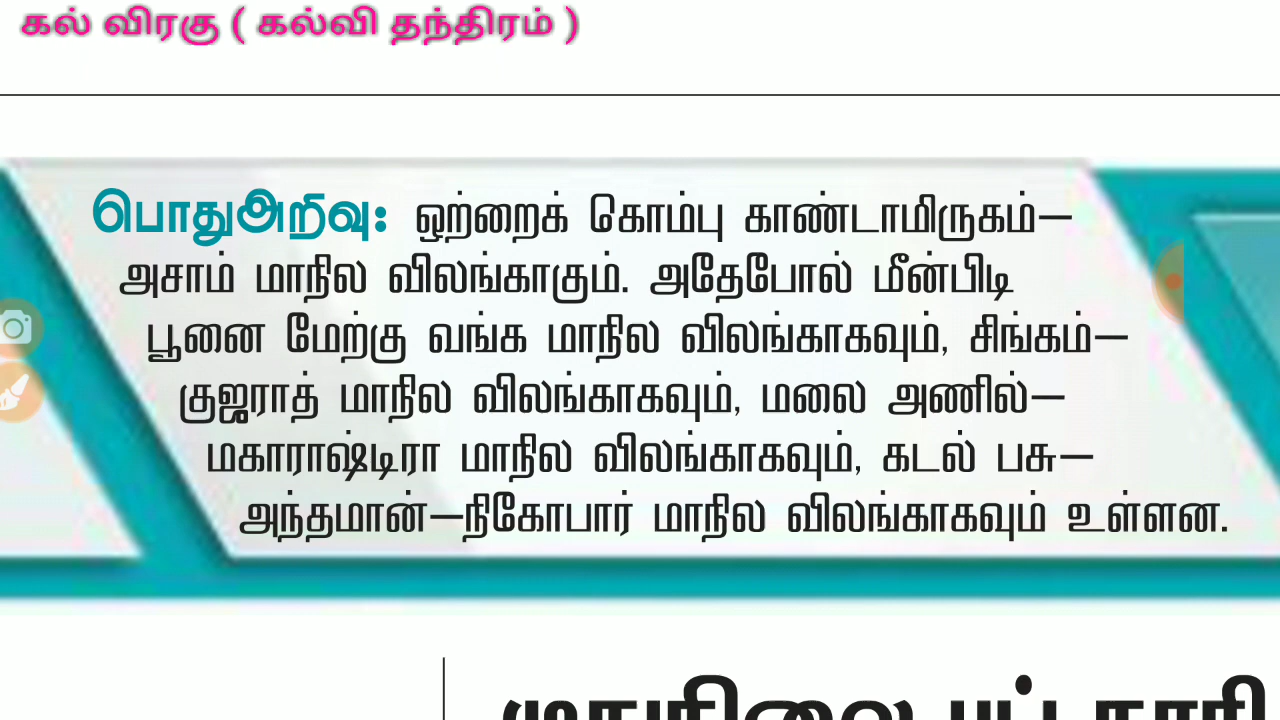 கல் விரகு ( கல்வி தந்திரம் )
பொதுஅறிவு: ஒற்றைக் கொம்பு காண்டாமிருகம்–
அசாம் மாநில விலங்காகும். அதேபோல் மீன்பிடி
பூனை மேற்கு வங்க மாநில விலங்காகவும், சிங்கம்–
குஜராத் மாநில விலங்காகவும், மலை அணில்–
மகாராஷ்டிரா மாநில விலங்காகவும், கடல் பசு–
அந்தமான்–நிகோபார் மாநில விலங்காகவும் உள்ளன.